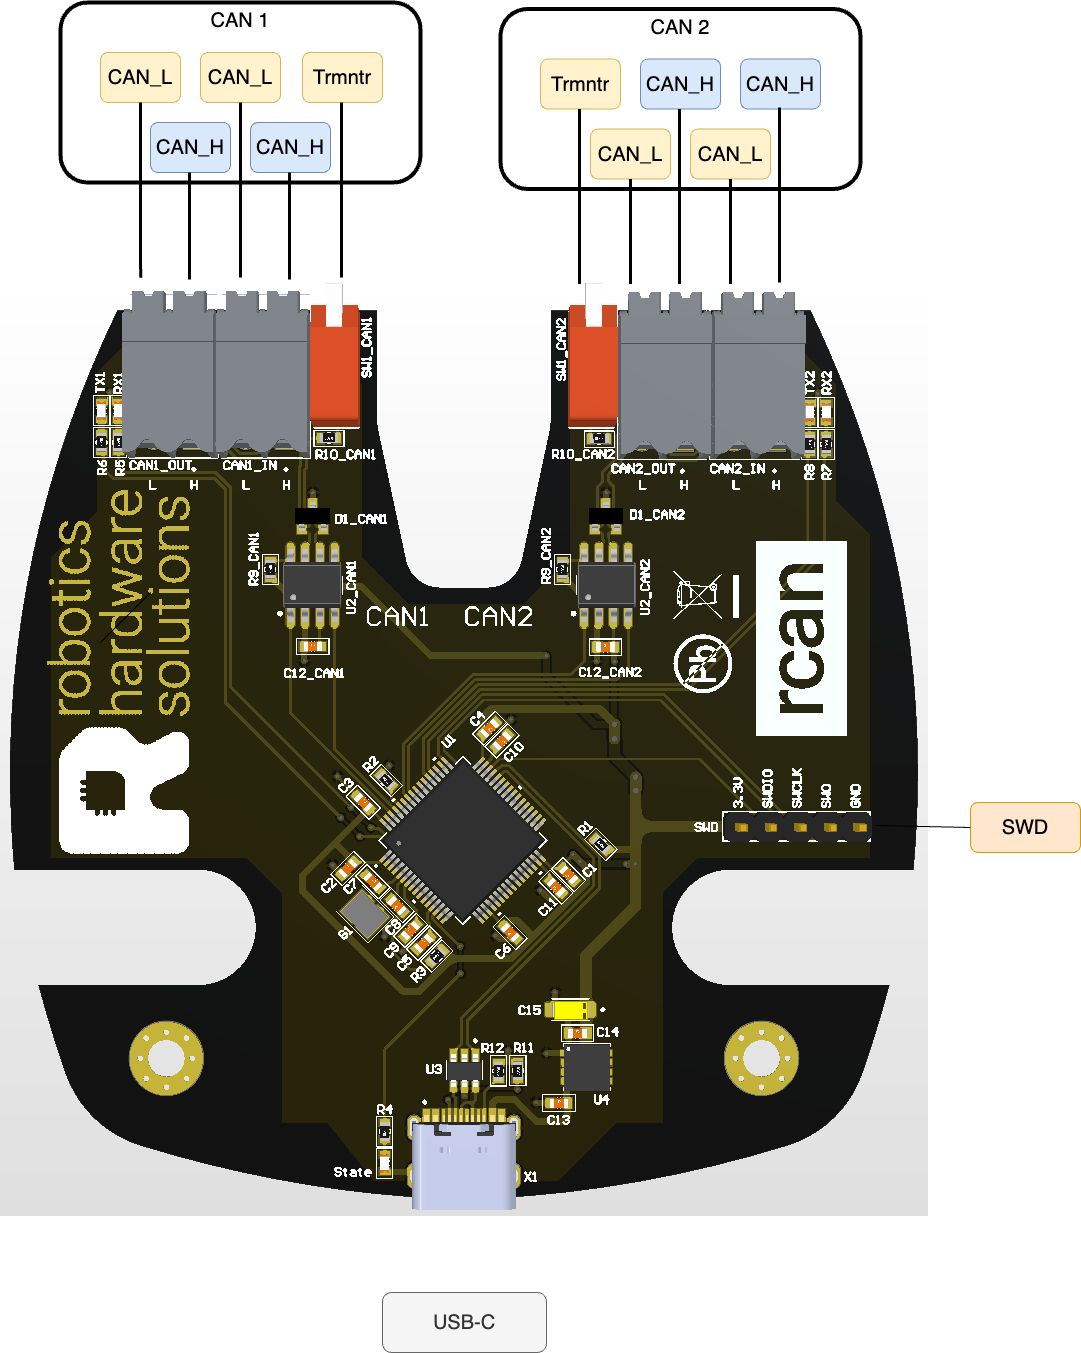 CAN 1
CAN 2
CAN_L
CAN_L
Trmntr
CAN_H
CAN_H
Trmntr
CAN_H
CAN_H
CAN_L
CAN_L
TX1
RX1
SW1_CAN1
SW1_CAN2
TX2
RX2
R6
R5
R10_CAN1
R10_CAN2
R8
R7
CAN1_OUT
CAN1_IN
L H L H
CAN2_OUT
CAN2_IN
L H L H
D1_CAN1
D1_CAN2
R9_CAN1
U2_CAN1
R9_CAN2
U2_CAN2
CAN1 CAN2
C12_CAN1
C12_CAN2
robotics
hardware
solutions
Pb
rcan
U1
C4
C10
R2
C3
R1
C1
C11
C2
C7
G1
C8
C9
C5
R3
C6
3.3V
SWDIO
SWCLK
SWO
GND
SWD
SWD
C15
C14
U3
R12
R11
U4
C13
R4
State
X1
USB-C